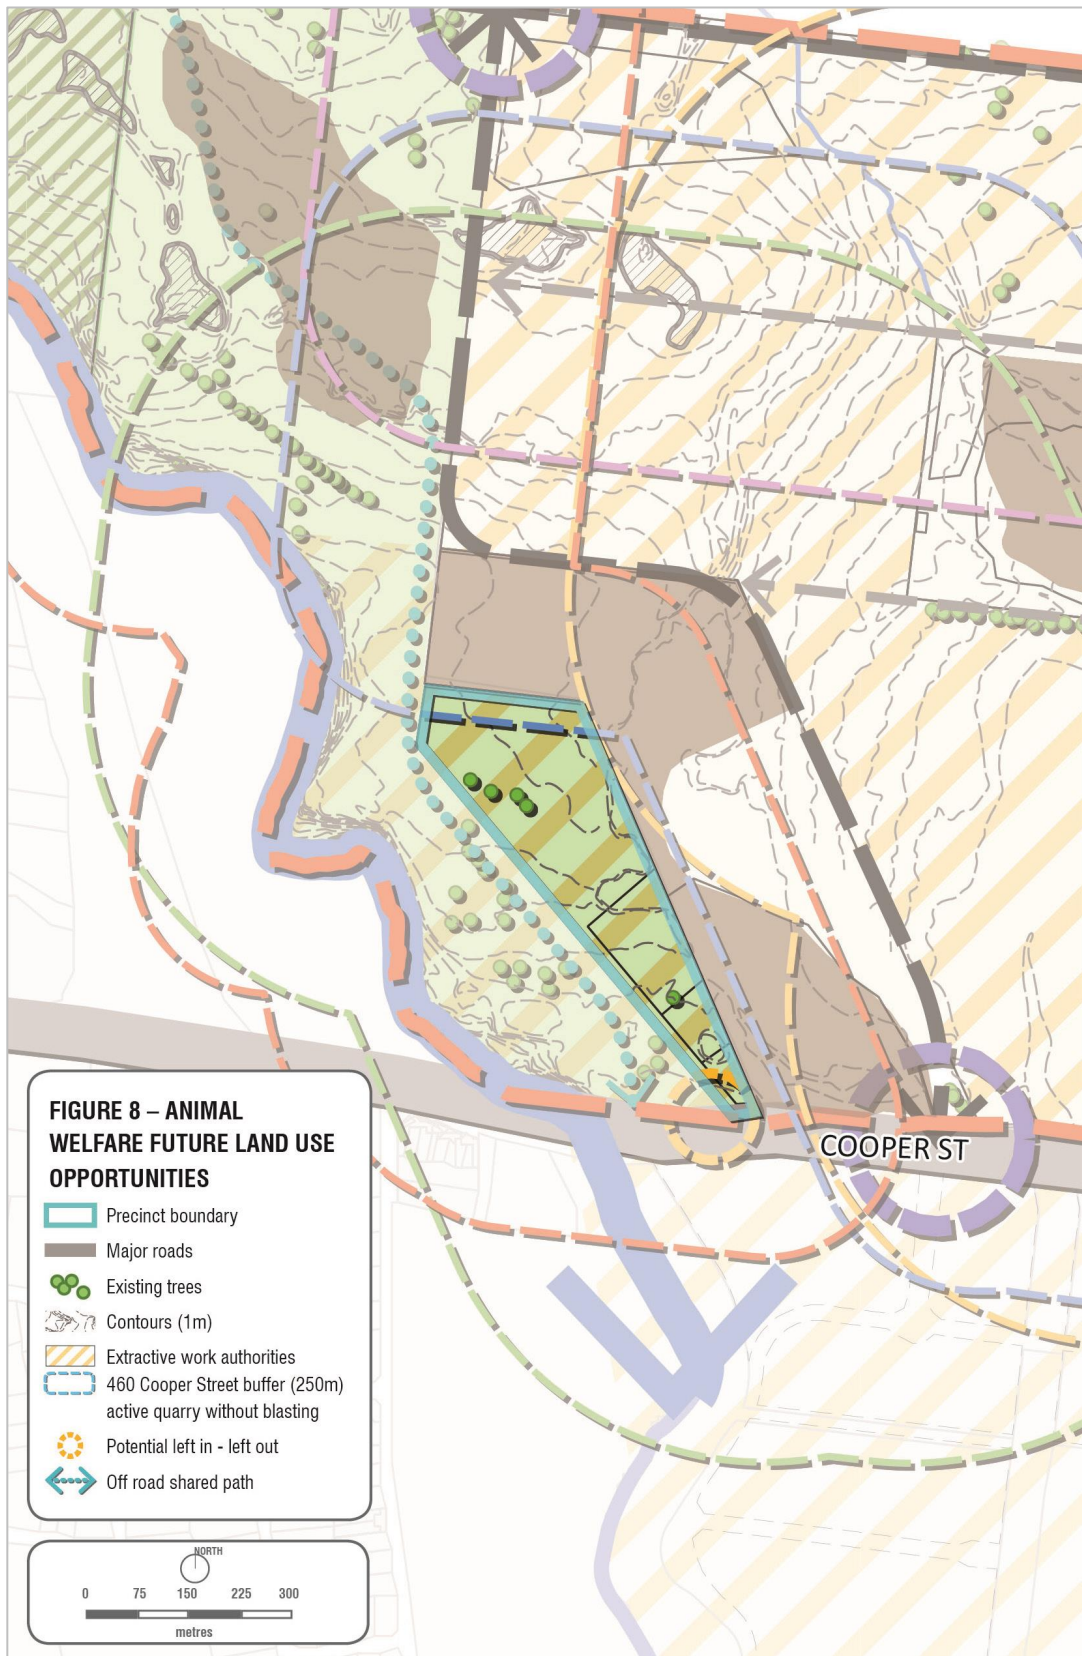 COOPER ST
FIGURE 8 – ANIMAL
WELFARE FUTURE LAND USE
OPPORTUNITIES
Precinct boundary
Major roads
Existing trees
Contours (1m)
Extractive work authorities
460 Cooper Street buffer (250m)
active quarry without blasting
Potential left in - left out
Off road shared path
NORTH
0 75 150 225 300
metres